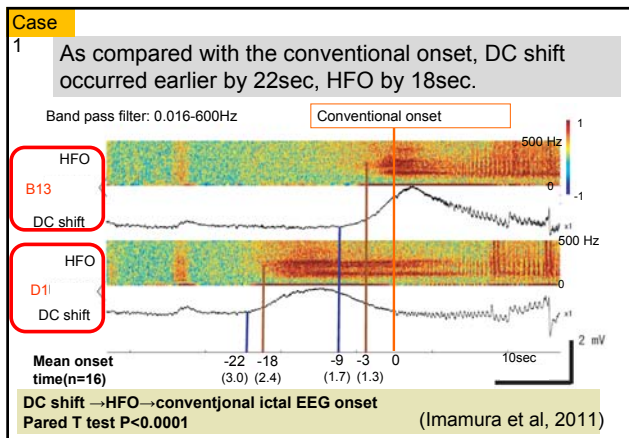 Case
1
As compared with the conventional onset, DC shift
occurred earlier by 22sec, HFO by 18sec.
Band pass filter: 0.016-600Hz
Conventional onset
1
500 Hz
HFO
0
-1
B13
DC shift
x1
500 Hz
HFO
0
D1
DC shift
x1
2 mV
Mean onset -22 -18 -9 -3 0 10sec
time(n=16) (3.0) (2.4) (1.7) (1.3)
DC shift →HFO→conventjonal ictal EEG onset
Pared T test P<0.0001
(Imamura et al, 2011)